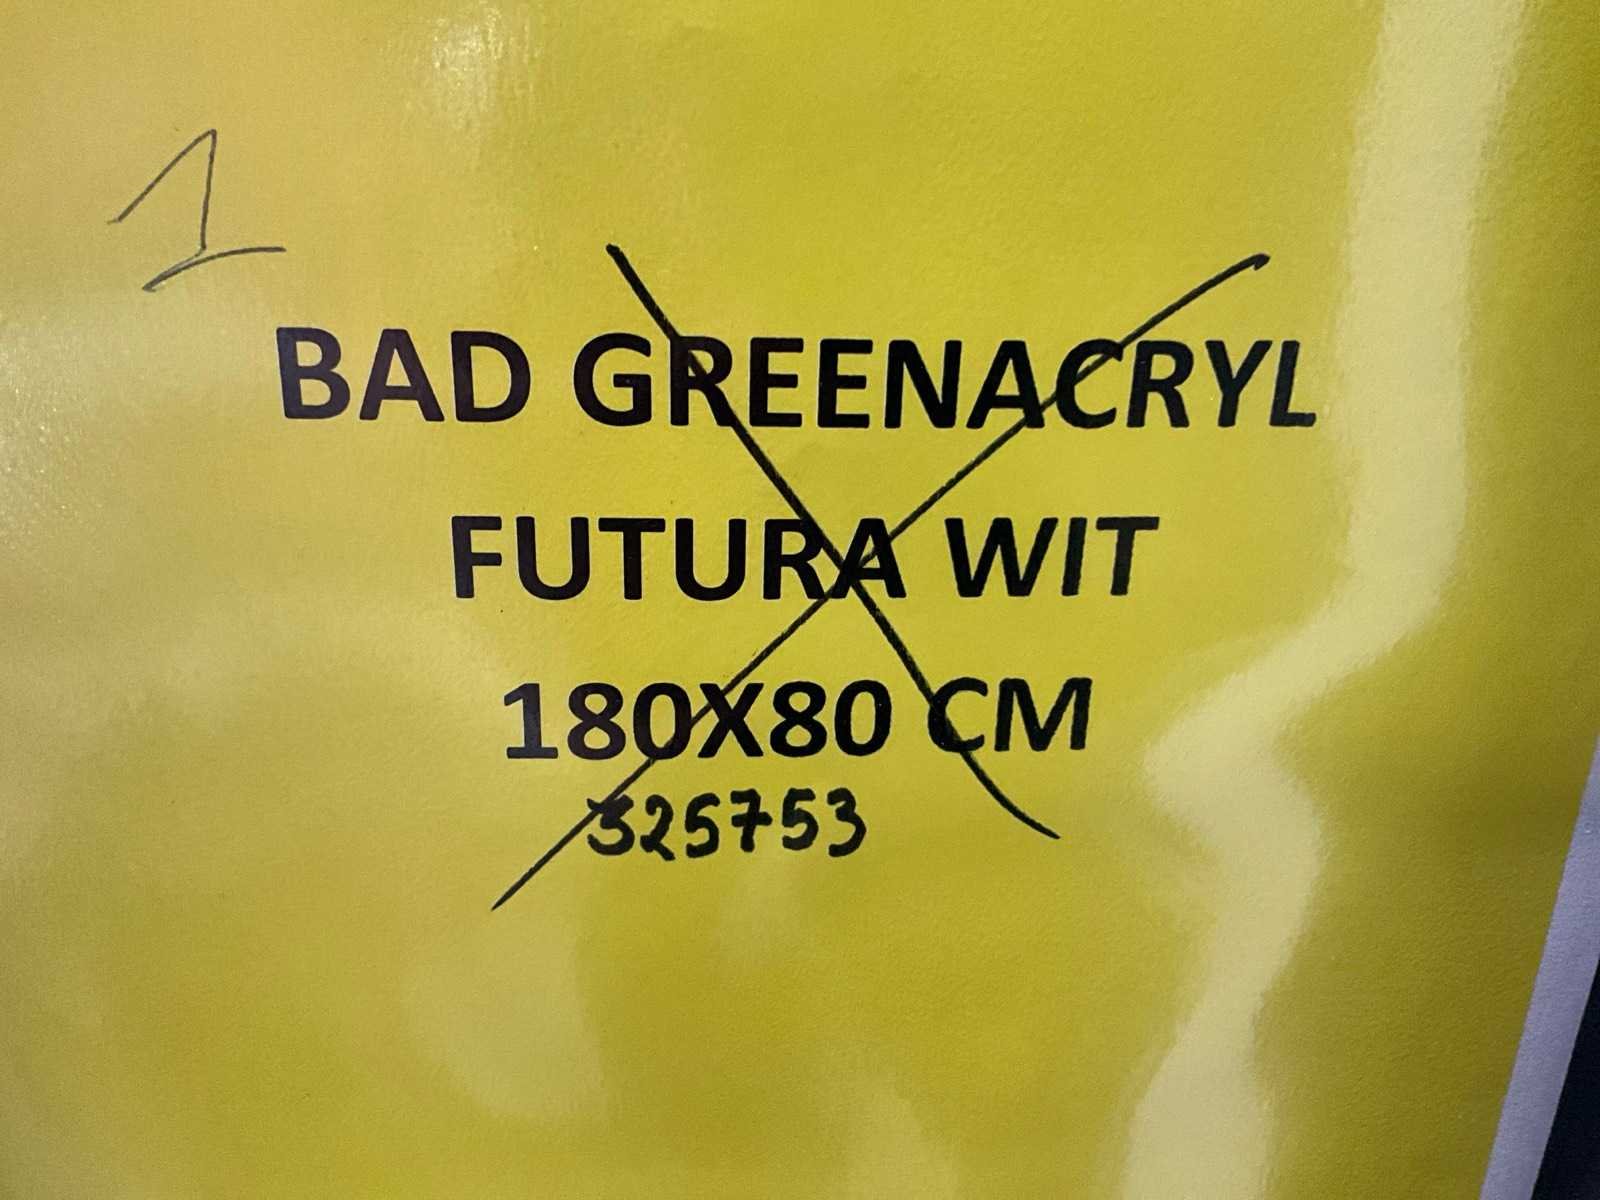 1
BAD GREENACRYL
FUTURA WIT
180X80 CM
325753